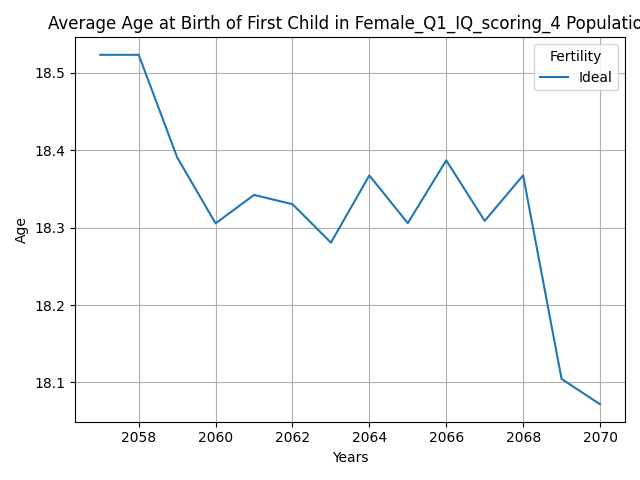 Average Age at Birth of First Child in Female_Q1_IQ_scoring_4 Populatio
Fertility
Ideal
18.5
18.4
18.3
18.2
18.1
Age
2058 2060 2062 2064 2066 2068 2070
Years